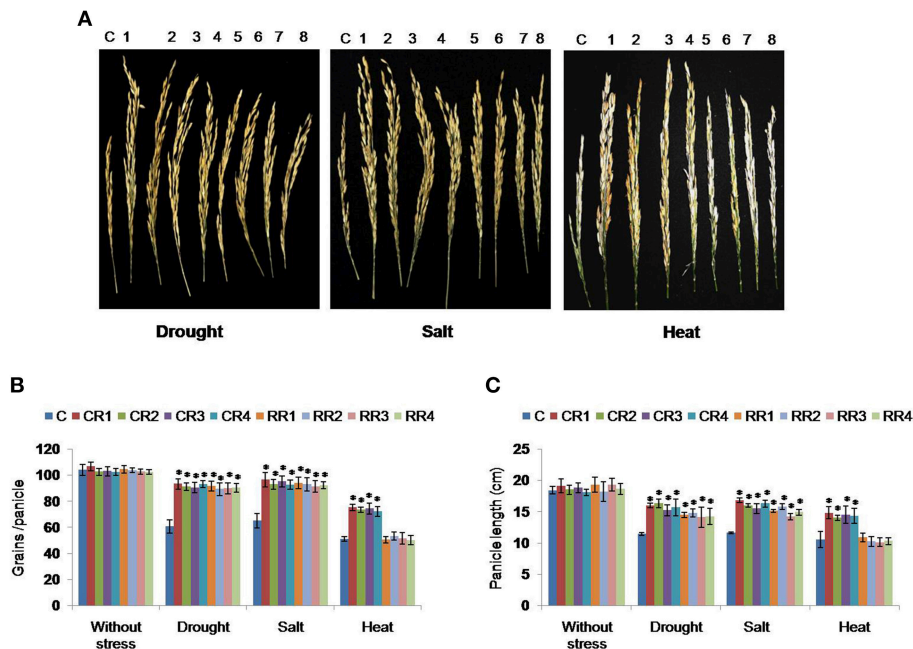 A
C 1 2 3 4 5 6 7 8
C 1 2 3 4 5 6 7 8
C 1 2 3 4 5 6 7 8
Drought
Salt
Heat
B
C CR1 CR2 CR3 CR4 RR1 RR2 RR3 RR4
Grains /panicle
120
100
80
60
40
20
0
* * * * * * * *
* * * * * * * *
* * * *
Without stress
Drought
Salt
Heat
C
C CR1 CR2 CR3 CR4 RR1 RR2 RR3 RR4
Panicle length (cm)
25
20
15
10
5
0
* * * * * * * *
* * * * * * * *
* * * *
Without stress
Drought
Salt
Heat